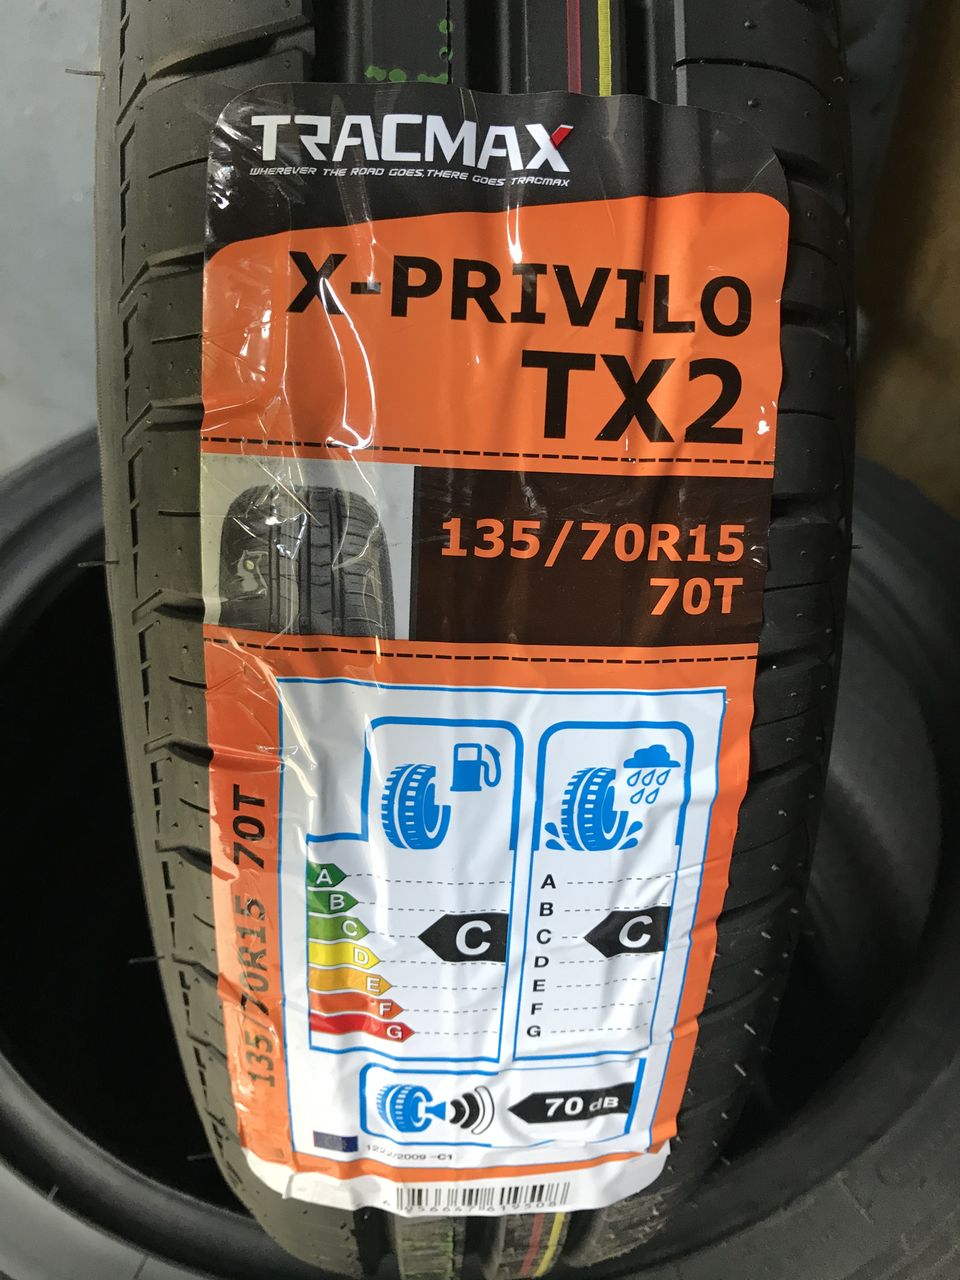 TRACMAX
WHEREVER THE ROAD GOES, THERE GOES TRACMAX
X-PRIVILO
TX2
135/70R15
70T
135/70R15 70T
A
B
C
D
E
F
G
C
A
B
C
D
E
F
G
C
70 dB
1222/2009 -C1